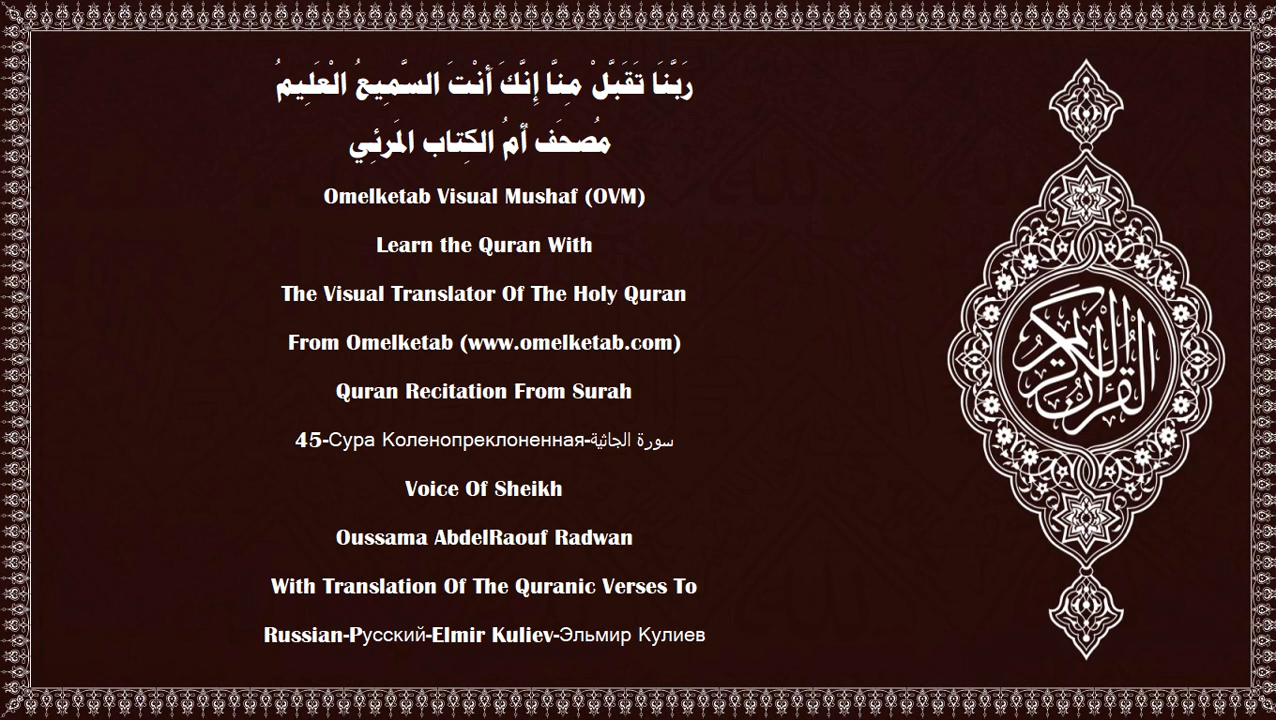 رَبَّنَا تَقَبَّلْ مِنَّا إِنَّكَ أَنْتَ السَّمِيعُ الْعَلِيمُ
مُصحَف أمُ الكِتاب المَرئِي
Omelketab Visual Mushaf (OVM)
Learn the Quran With
The Visual Translator Of The Holy Quran
From Omelketab (www.omelketab.com)
Quran Recitation From Surah
45-Сура Коленопреклоненная-سورة الجاثية
Voice Of Sheikh
Oussama AbdelRaouf Radwan
With Translation Of The Quranic Verses To
Russian-Русский-Elmir Kuliev-Эльмир Кулиев
القرآن الكريم